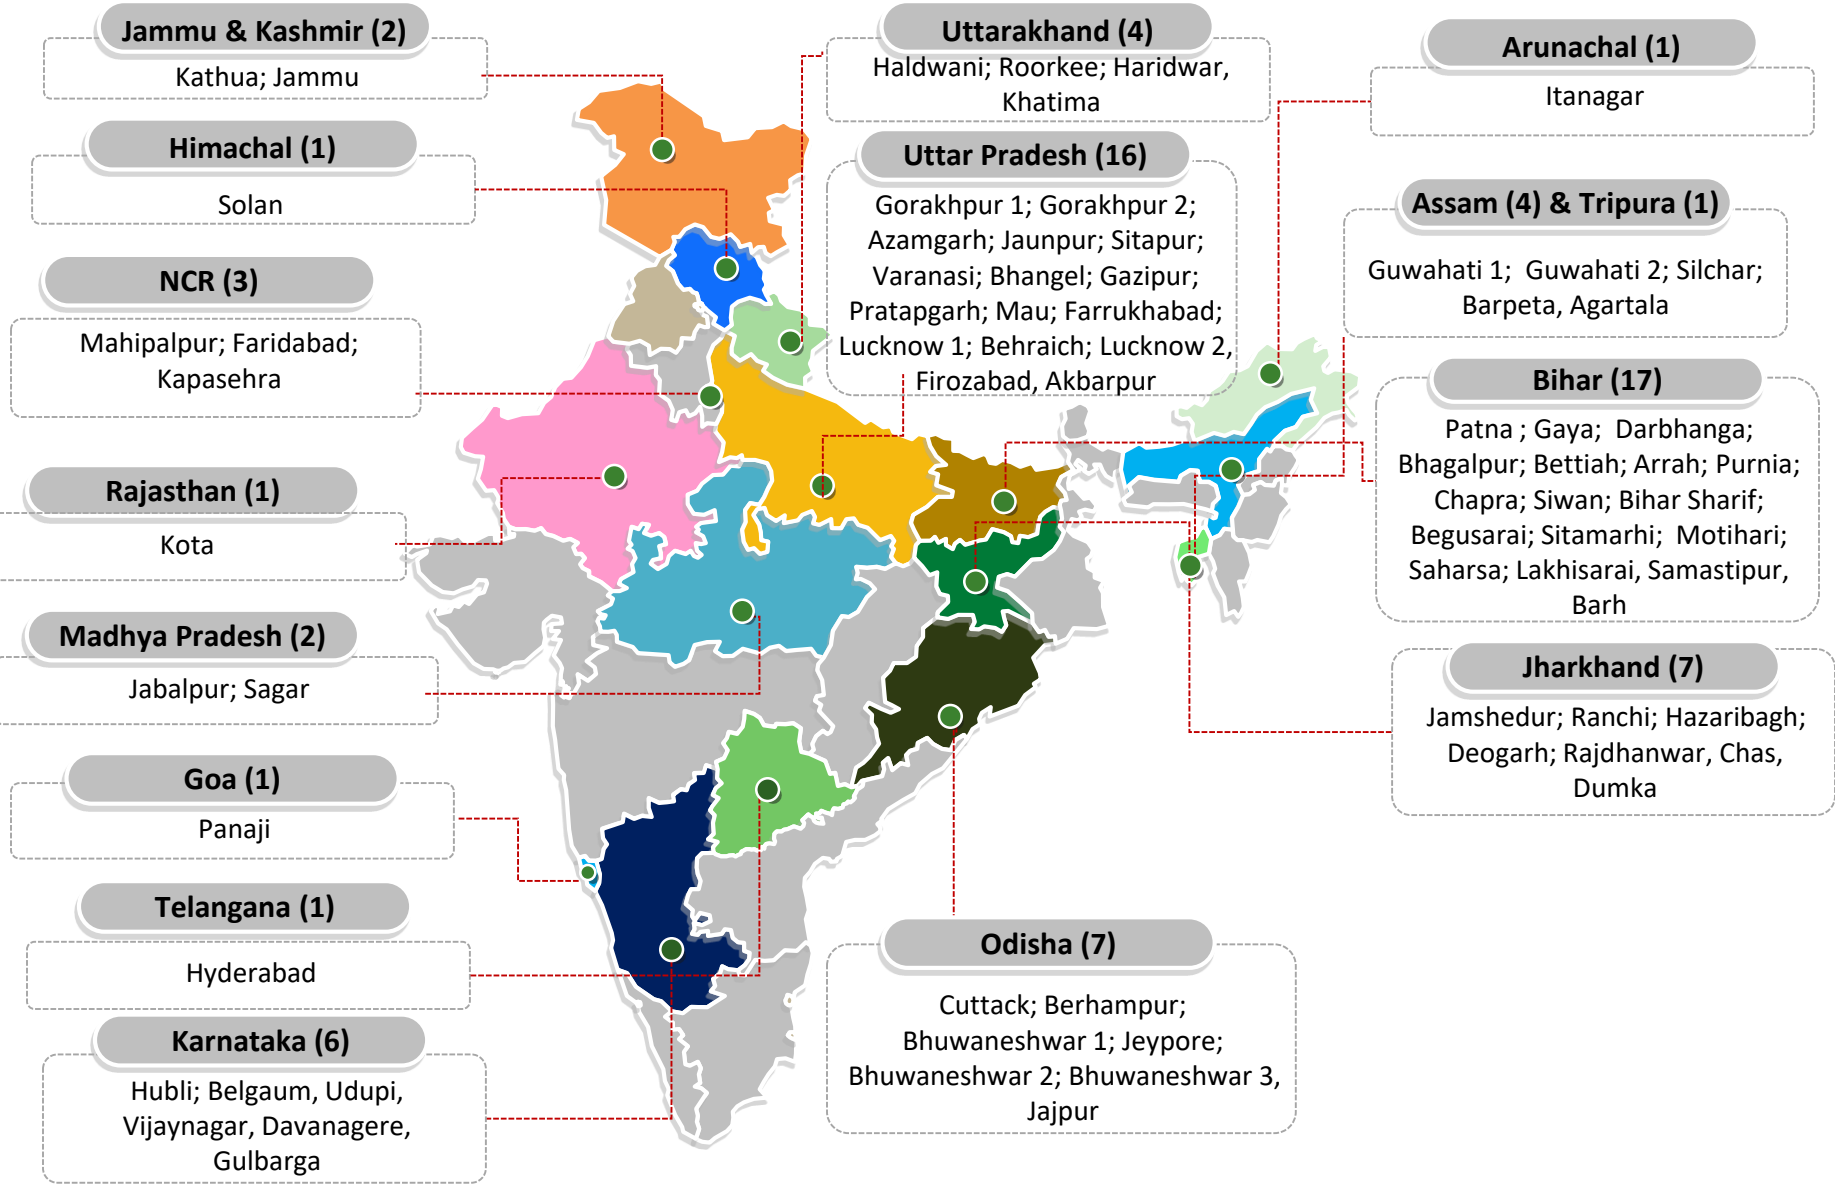 Jammu & Kashmir (2)
Kathua; Jammu
Himachal (1)
Solan
NCR (3)
Mahipalpur; Faridabad;
Kapasehra
Rajasthan (1)
Kota
Madhya Pradesh (2)
Jabalpur; Sagar
Goa (1)
Panaji
Telangana (1)
Hyderabad
Karnataka (6)
Hubli; Belgaum, Udupi,
Vijaynagar, Davanagere,
Gulbarga
Uttarakhand (4)
Haldwani; Roorkee; Haridwar,
Khatima
Uttar Pradesh (16)
Gorakhpur 1; Gorakhpur 2;
Azamgarh; Jaunpur; Sitapur;
Varanasi; Bhangel; Gazipur;
Pratapgarh; Mau; Farrukhabad;
Lucknow 1; Behraich; Lucknow 2,
Firozabad, Akbarpur
Odisha (7)
Cuttack; Berhampur;
Bhuwaneshwar 1; Jeypore;
Bhuwaneshwar 2; Bhuwaneshwar 3,
Jajpur
Arunachal (1)
Itanagar
Assam (4) & Tripura (1)
Guwahati 1; Guwahati 2; Silchar;
Barpeta, Agartala
Bihar (17)
Patna ; Gaya; Darbhanga;
Bhagalpur; Bettiah; Arrah; Purnia;
Chapra; Siwan; Bihar Sharif;
Begusarai; Sitamarhi; Motihari;
Saharsa; Lakhisarai, Samastipur,
Barh
Jharkhand (7)
Jamshedur; Ranchi; Hazaribagh;
Deogarh; Rajdhanwar, Chas,
Dumka